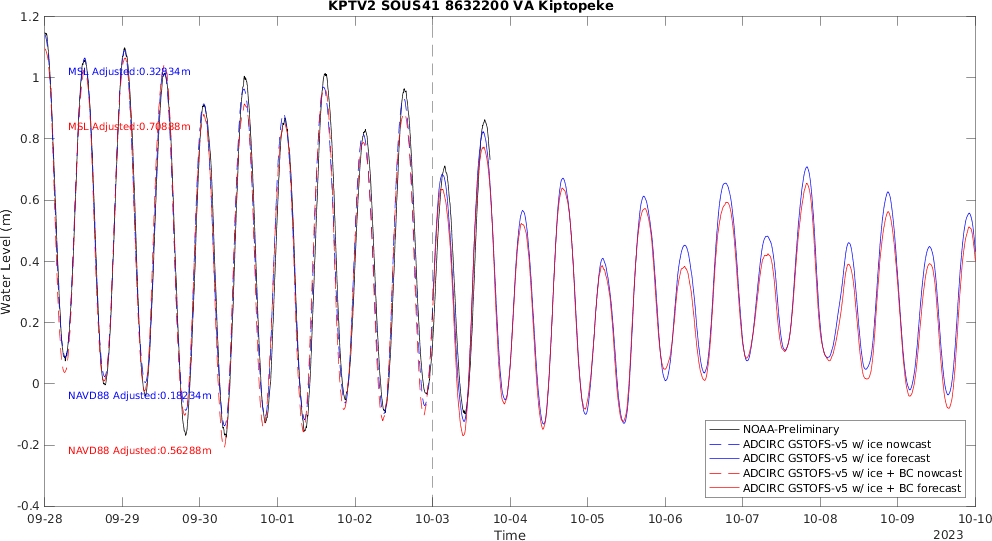 KPTV2 SOUS41 8632200 VA Kiptopeke
1.2
1
0.8
0.6
0.4
0.2
0
-0.2
-0.4
Water Level (m)
MSL Adjusted:0.32934m
MSL Adjusted:0.70888m
NAVD88 Adjusted:0.18234m
NAVD88 Adjusted:0.56288m
NOAA-Preliminary
ADCIRC GSTOFS-v5 w/ ice nowcast
ADCIRC GSTOFS-v5 w/ ice forecast
ADCIRC GSTOFS-v5 w/ ice + BC nowcast
ADCIRC GSTOFS-v5 w/ ice + BC forecast
09-28 09-29 09-30 10-01 10-02 10-03 10-04 10-05 10-06 10-07 10-08 10-09 10-10
Time
2023